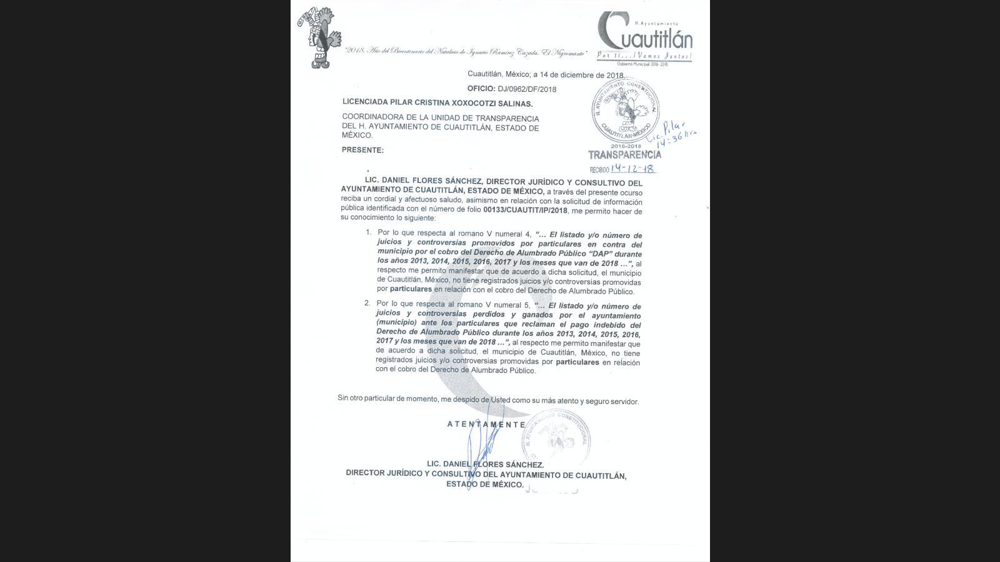 "2018. Año del Bicentenario del Natalicio de Ignacio Ramírez Calzada. El Nigromante"
H. Ayuntamiento
Cuautitlán
Por ti...¡Vamos Juntos!
Gobierno Municipal 2016-2018
Cuautitlán, México; a 14 de diciembre de 2018.
OFICIO: DJ/0962/DF/2018
LICENCIADA PILAR CRISTINA XOXOCOTZI SALINAS.
COORDINADORA DE LA UNIDAD DE TRANSPARENCIA
DEL H. AYUNTAMIENTO DE CUAUTITLÁN, ESTADO DE
MÉXICO.
PRESENTE:
H. AYUNTAMIENTO CONSTITUCIONAL
CUAUTITLAN-MEXICO
2016-2018
TRANSPARENCIA
RECIBIDO 14-12-18
Lic. Pilar
14:36 hrs
LIC. DANIEL FLORES SÁNCHEZ, DIRECTOR JURÍDICO Y CONSULTIVO DEL
AYUNTAMIENTO DE CUAUTITLÁN, ESTADO DE MÉXICO, a través del presente ocurso
reciba un cordial y afectuoso saludo, asimismo en relación con la solicitud de información
pública identificada con el número de folio 00133/CUAUTIT/IP/2018, me permito hacer de
su conocimiento lo siguiente:
1. Por lo que respecta al romano V numeral 4, "... El listado y/o número de
juicios y controversias promovidos por particulares en contra del
municipio por el cobro del Derecho de Alumbrado Público "DAP" durante
los años 2013, 2014, 2015, 2016, 2017 y los meses que van de 2018 ...", al
respecto me permito manifestar que de acuerdo a dicha solicitud, el municipio
de Cuautitlán, México, no tiene registrados juicios y/o controversias promovidas
por particulares en relación con el cobro del Derecho de Alumbrado Público.
2. Por lo que respecta al romano V numeral 5, "... El listado y/o número de
juicios y controversias perdidos y ganados por el ayuntamiento
(municipio) ante los particulares que reclaman el pago indebido del
Derecho de Alumbrado Público durante los años 2013, 2014, 2015, 2016,
2017 y los meses que van de 2018 ...", al respecto me permito manifestar que
de acuerdo a dicha solicitud, el municipio de Cuautitlán, México, no tiene
registrados juicios y/o controversias promovidas por particulares en relación
con el cobro del Derecho de Alumbrado Público.
Sin otro particular de momento, me despido de Usted como su más atento y seguro servidor.
A T E N T A M E N T E
H. AYUNTAMIENTO CONSTITUCIONAL
LIC. DANIEL FLORES SÁNCHEZ.
DIRECTOR JURÍDICO Y CONSULTIVO DEL AYUNTAMIENTO DE CUAUTITLÁN,
ESTADO DE MÉXICO.